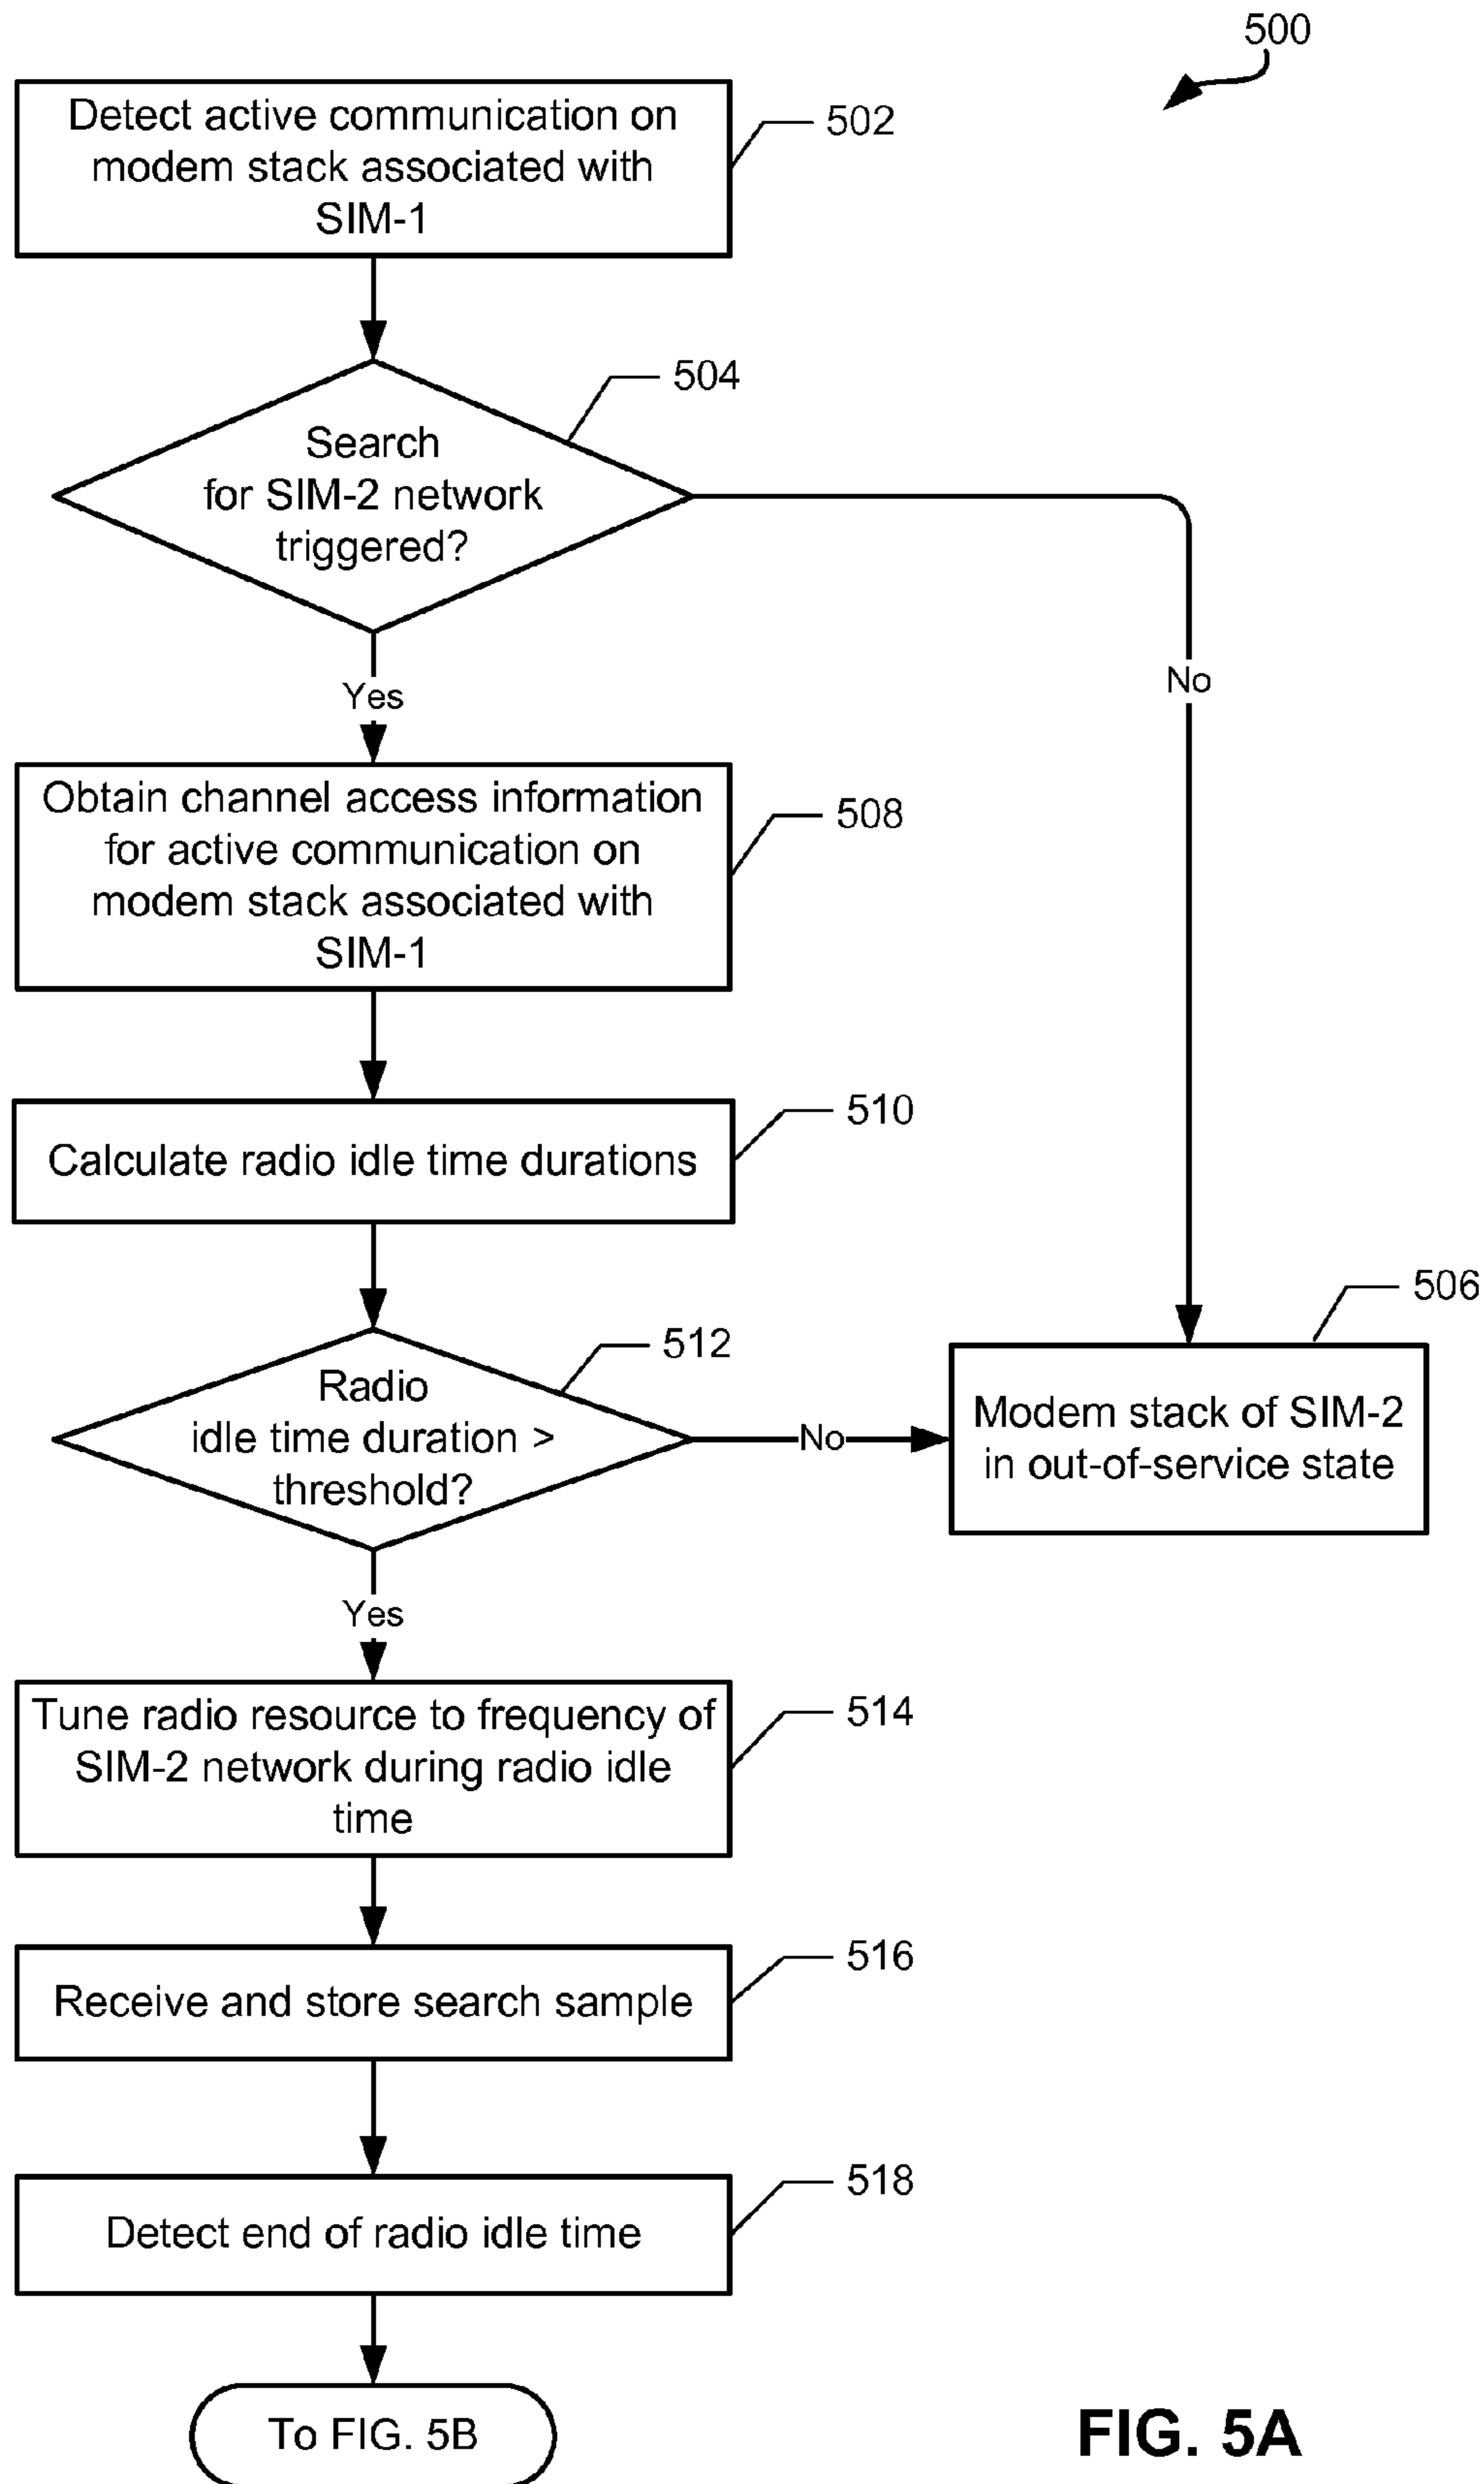 500
Detect active communication on
modem stack associated with
SIM-1
502
504
Search
for SIM-2 network
triggered?
No
Yes
Obtain channel access information
for active communication on
modem stack associated with
SIM-1
508
510
Calculate radio idle time durations
506
512
Radio
idle time duration >
threshold?
No
Modem stack of SIM-2
in out-of-service state
Yes
Tune radio resource to frequency of
SIM-2 network during radio idle
time
514
516
Receive and store search sample
518
Detect end of radio idle time
To FIG. 5B
FIG. 5A